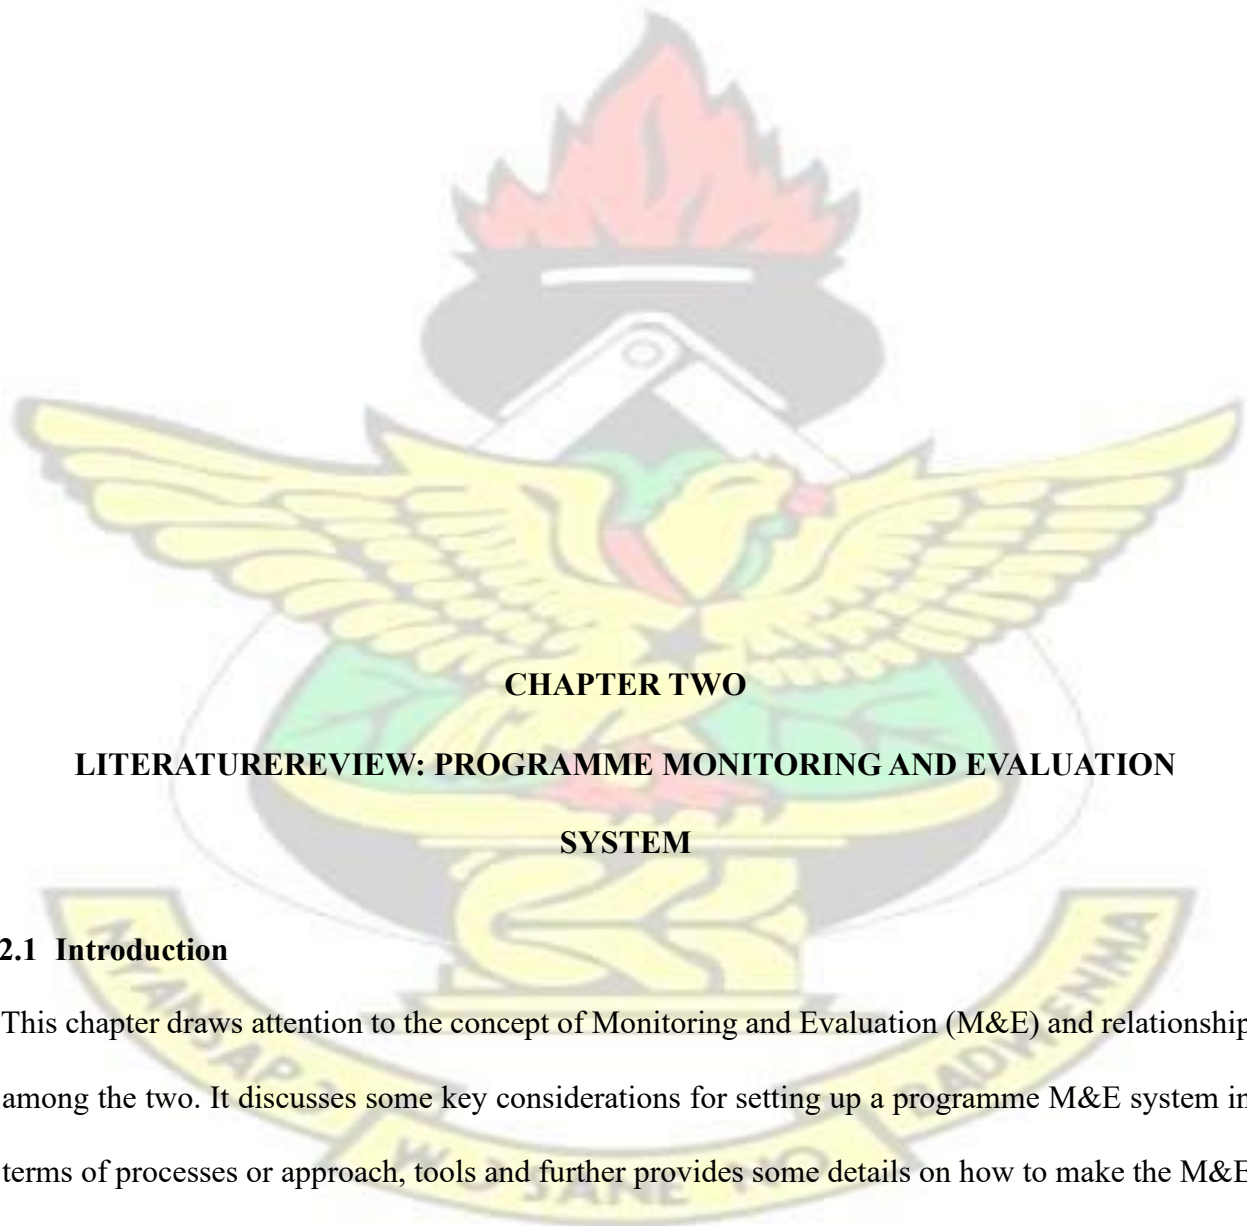 CHAPTER TWO
LITERATUREREVIEW: PROGRAMME MONITORING AND EVALUATION
SYSTEM
2.1 Introduction
This chapter draws attention to the concept of Monitoring and Evaluation (M&E) and relationship
among the two. It discusses some key considerations for setting up a programme M&E system in
terms of processes or approach, tools and further provides some details on how to make the M&E
BADWENMA